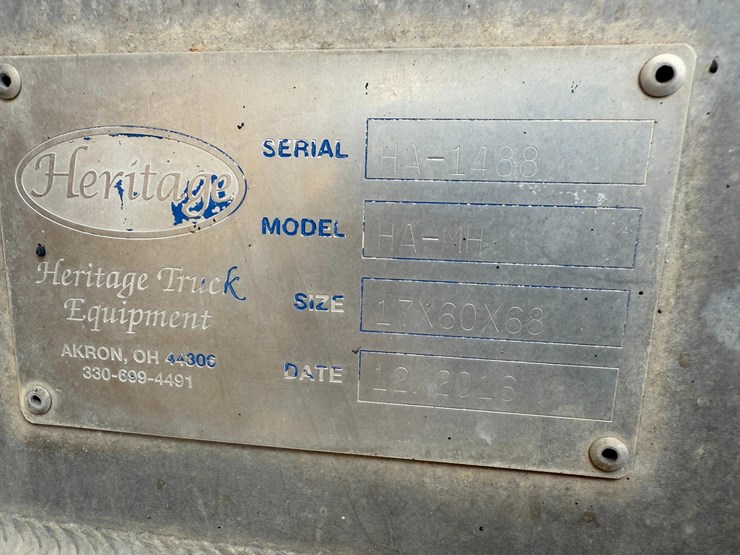 Heritage
Heritage Truck
Equipment
AKRON, OH 44306
330-699-4491
SERIAL HA-1488
MODEL HA-MH
SIZE 17X60X68
DATE 12/2016